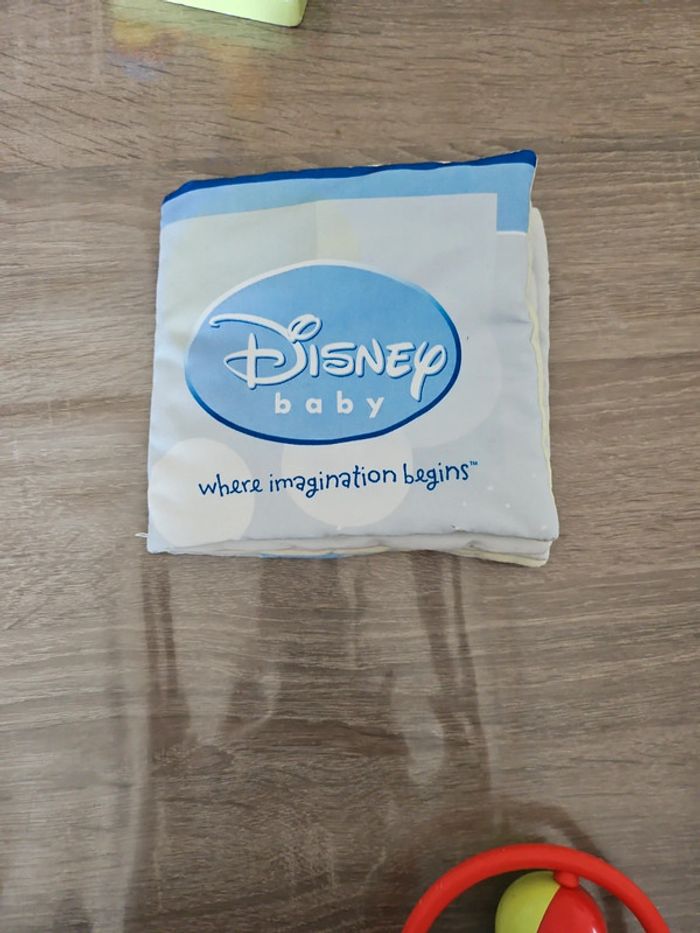 Disney
baby
where imagination begins™